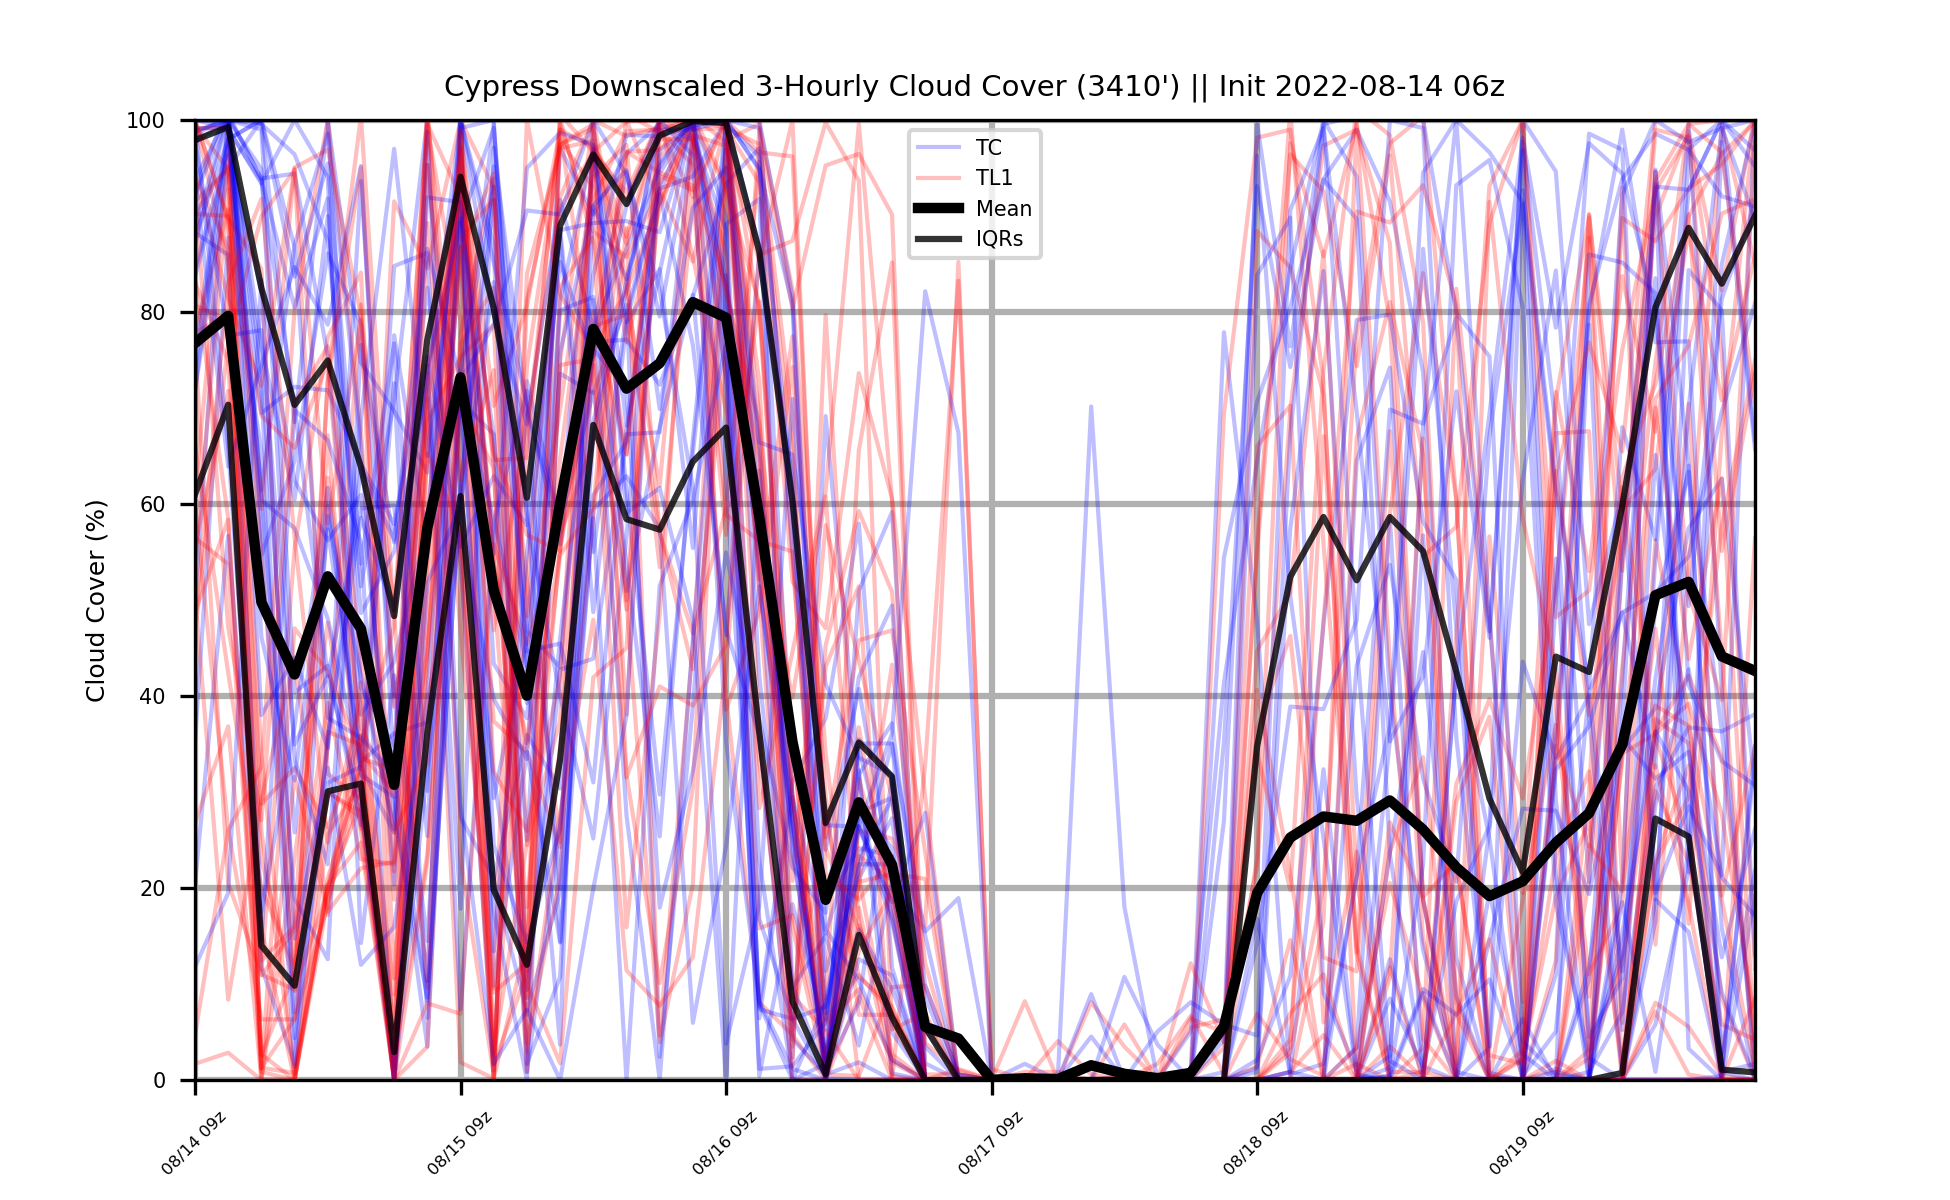 Cypress Downscaled 3-Hourly Cloud Cover (3410') || Init 2022-08-14 06z
100
80
60
40
20
0
Cloud Cover (%)
TC
TL1
Mean
IQRs
08/14 09z
08/15 09z
08/16 09z
08/17 09z
08/18 09z
08/19 09z